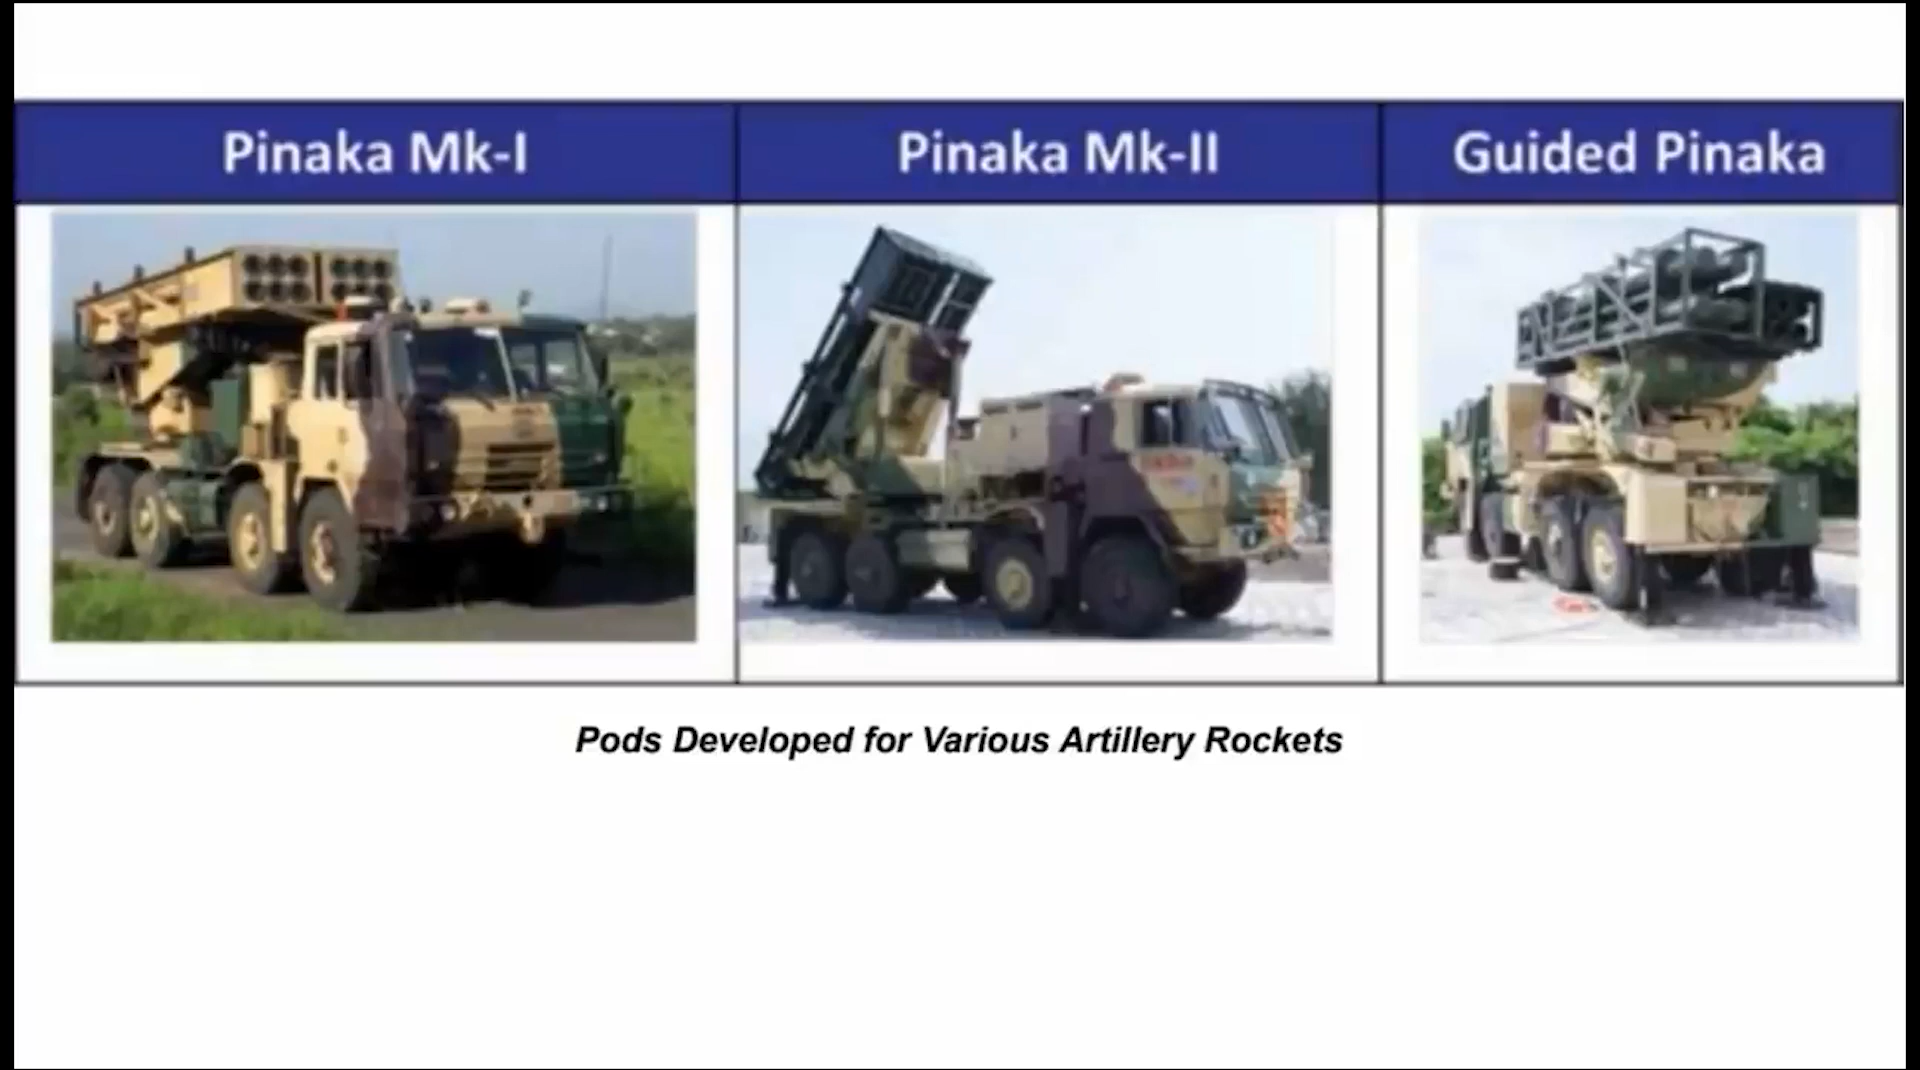 Pinaka Mk-I
Pinaka Mk-II
Guided Pinaka
Pods Developed for Various Artillery Rockets